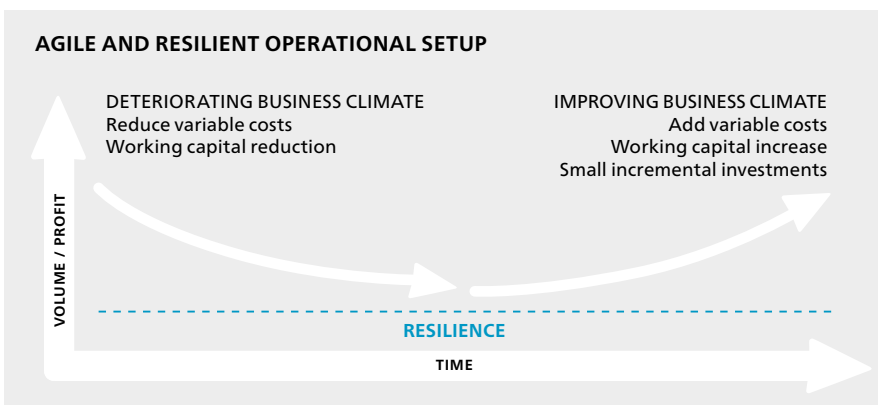 AGILE AND RESILIENT OPERATIONAL SETUP
DETERIORATING BUSINESS CLIMATE
Reduce variable costs
Working capital reduction
IMPROVING BUSINESS CLIMATE
Add variable costs
Working capital increase
Small incremental investments
VOLUME / PROFIT
RESILIENCE
TIME